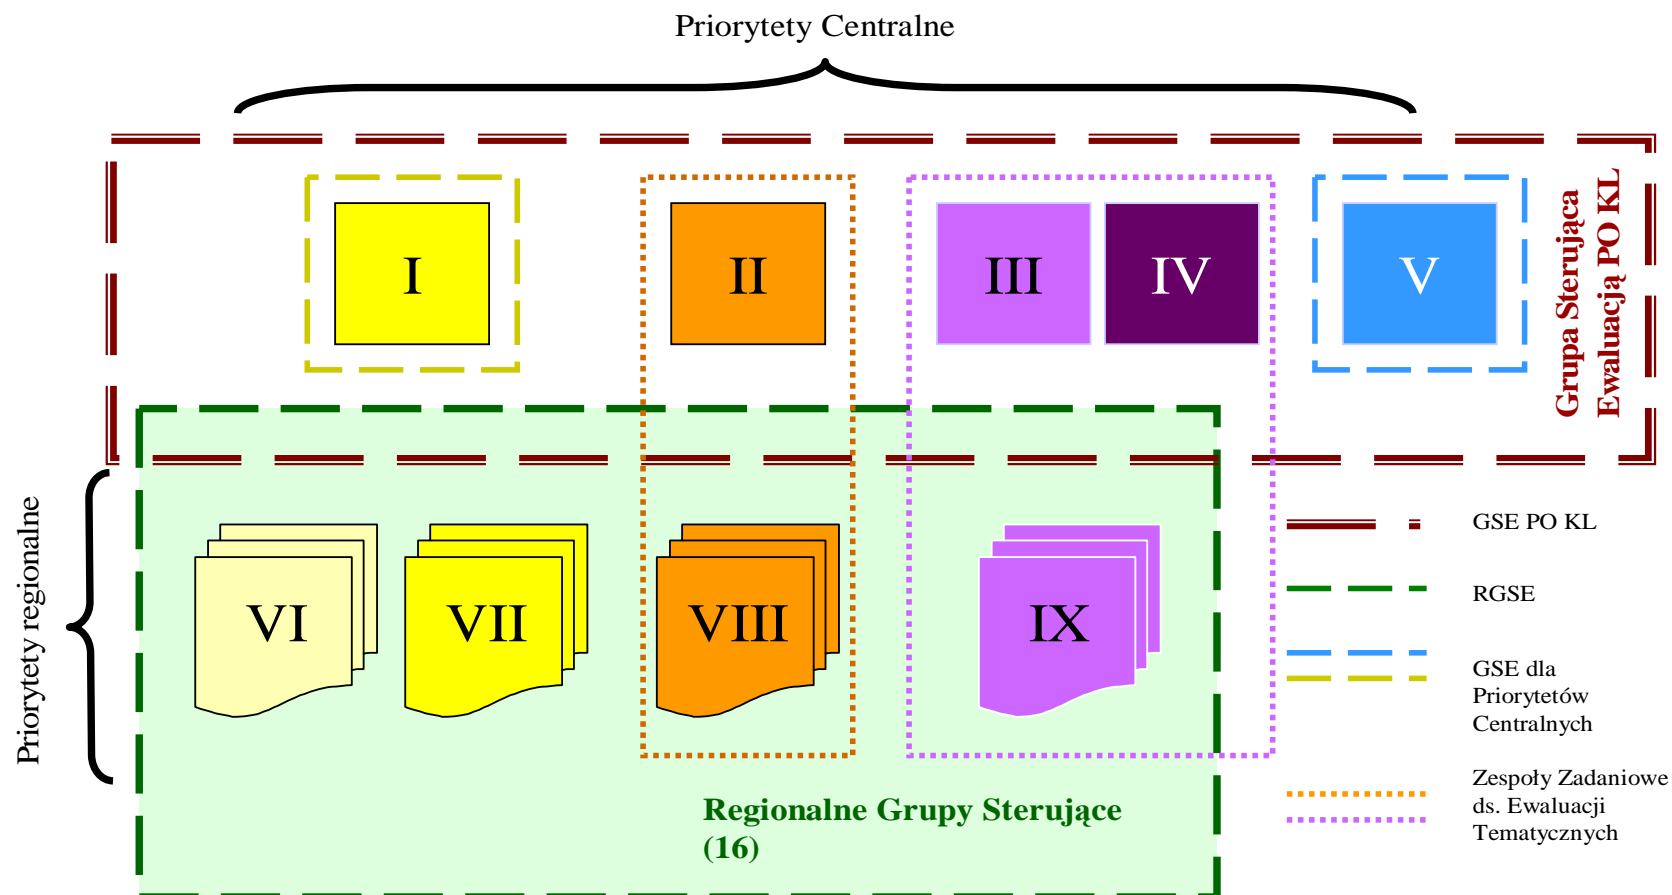 Priorytety Centralne
I
II
III
IV
V
Grupa Sterująca
Ewaluacją PO KL
Priorytety regionalne
VI
VII
VIII
IX
Regionalne Grupy Sterujące
(16)
GSE PO KL
RGSE
GSE dla
Priorytetów
Centralnych
Zespoły Zadaniowe
ds. Ewaluacji
Tematycznych